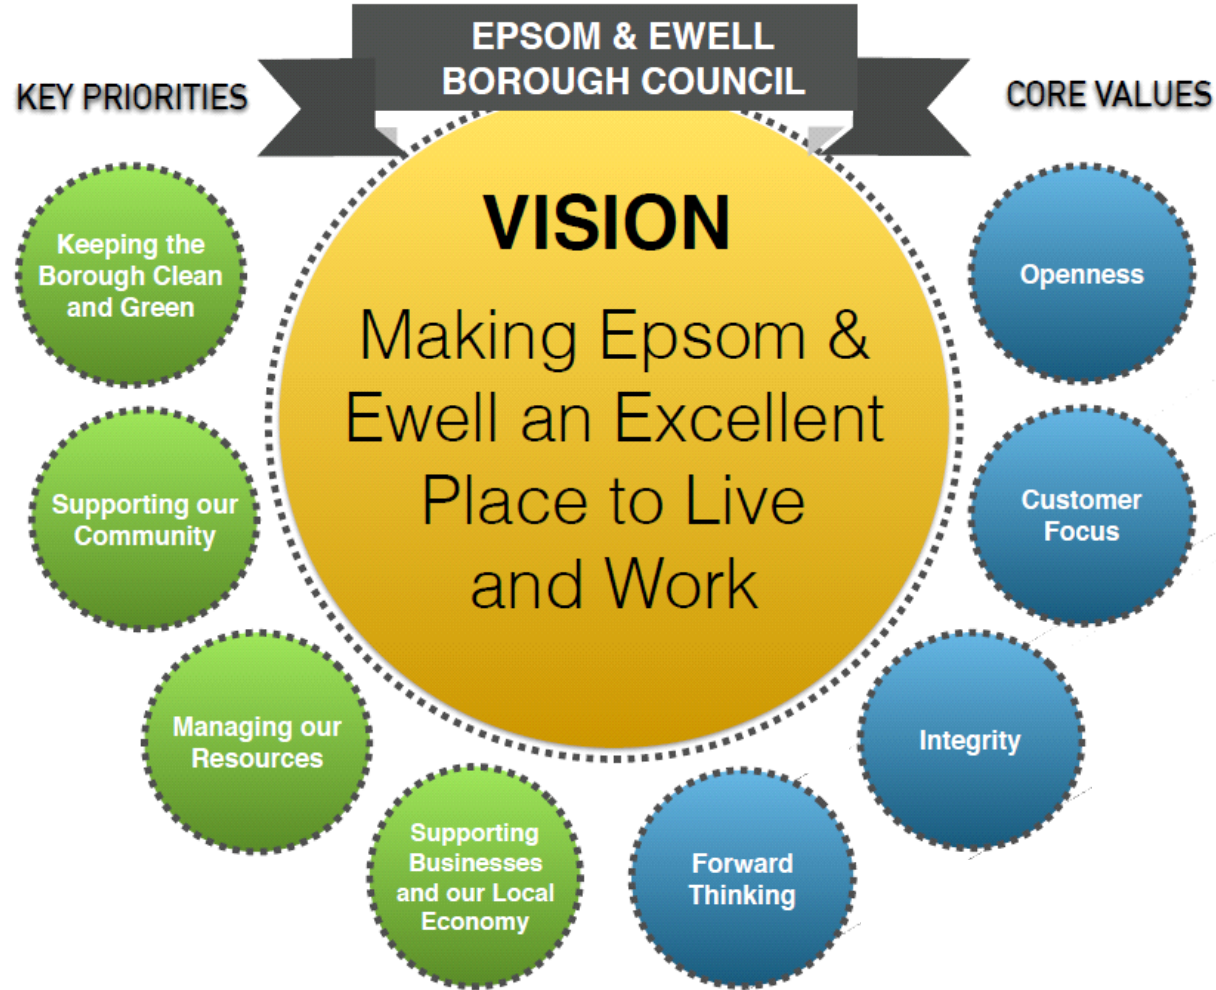 EPSOM & EWELL
BOROUGH COUNCIL
KEY PRIORITIES
CORE VALUES
VISION
Making Epsom &
Ewell an Excellent
Place to Live
and Work
Keeping the
Borough Clean
and Green
Supporting our
Community
Managing our
Resources
Supporting
Businesses
and our Local
Economy
Openness
Customer
Focus
Integrity
Forward
Thinking